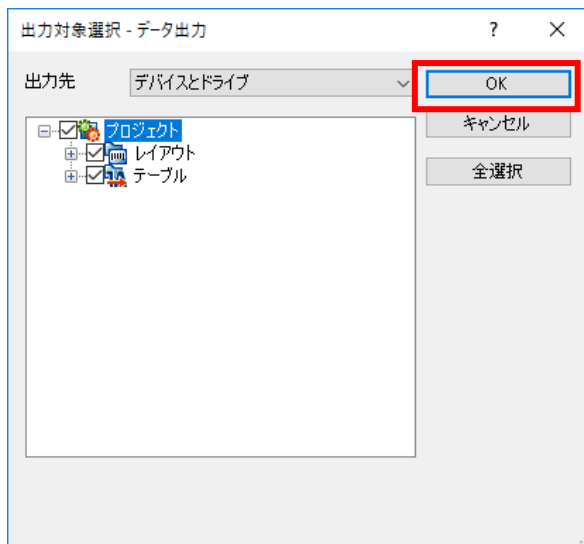 出力対象選択 - データ出力 ?
出力先 デバイスとドライブ OK
プロジェクト キャンセル
レイアウト
テーブル 全選択